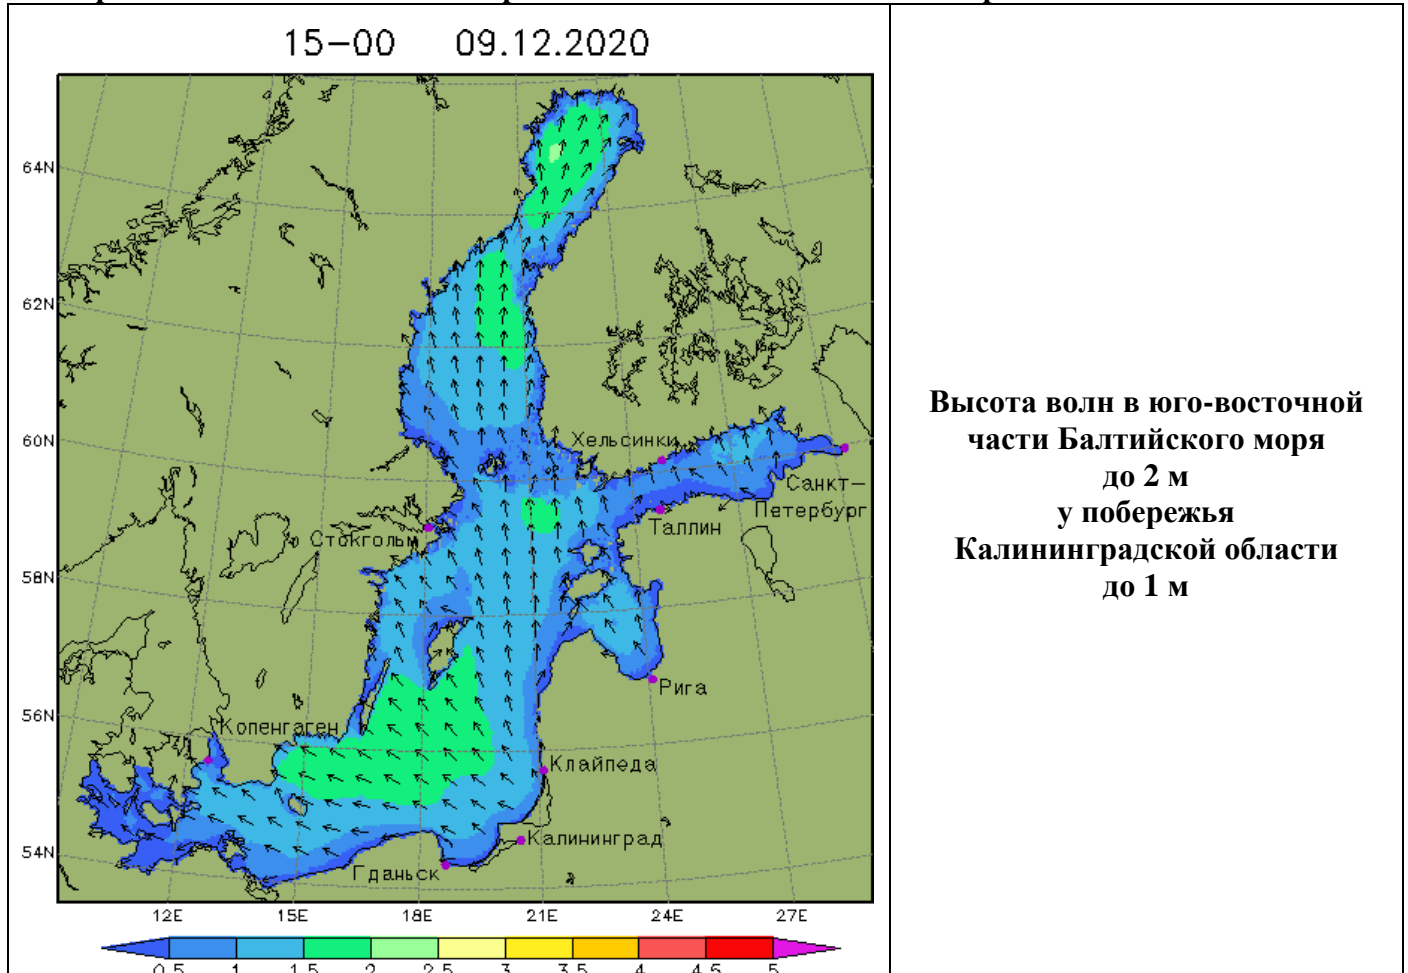 15-00 09.12.2020
64N
62N
Хельсинки
60N
Санкт-
Петербург
Таллин
Стокгольм
58N
Рига
56N
Копенгаген
Клайпеда
Калининград
54N
Гданьск
12E 15E 18E 21E 24E 27E
0.5 1 1.5 2 2.5 3 3.5 4 4.5 5
Высота волн в юго-восточной
части Балтийского моря
до 2 м
у побережья
Калининградской области
до 1 м